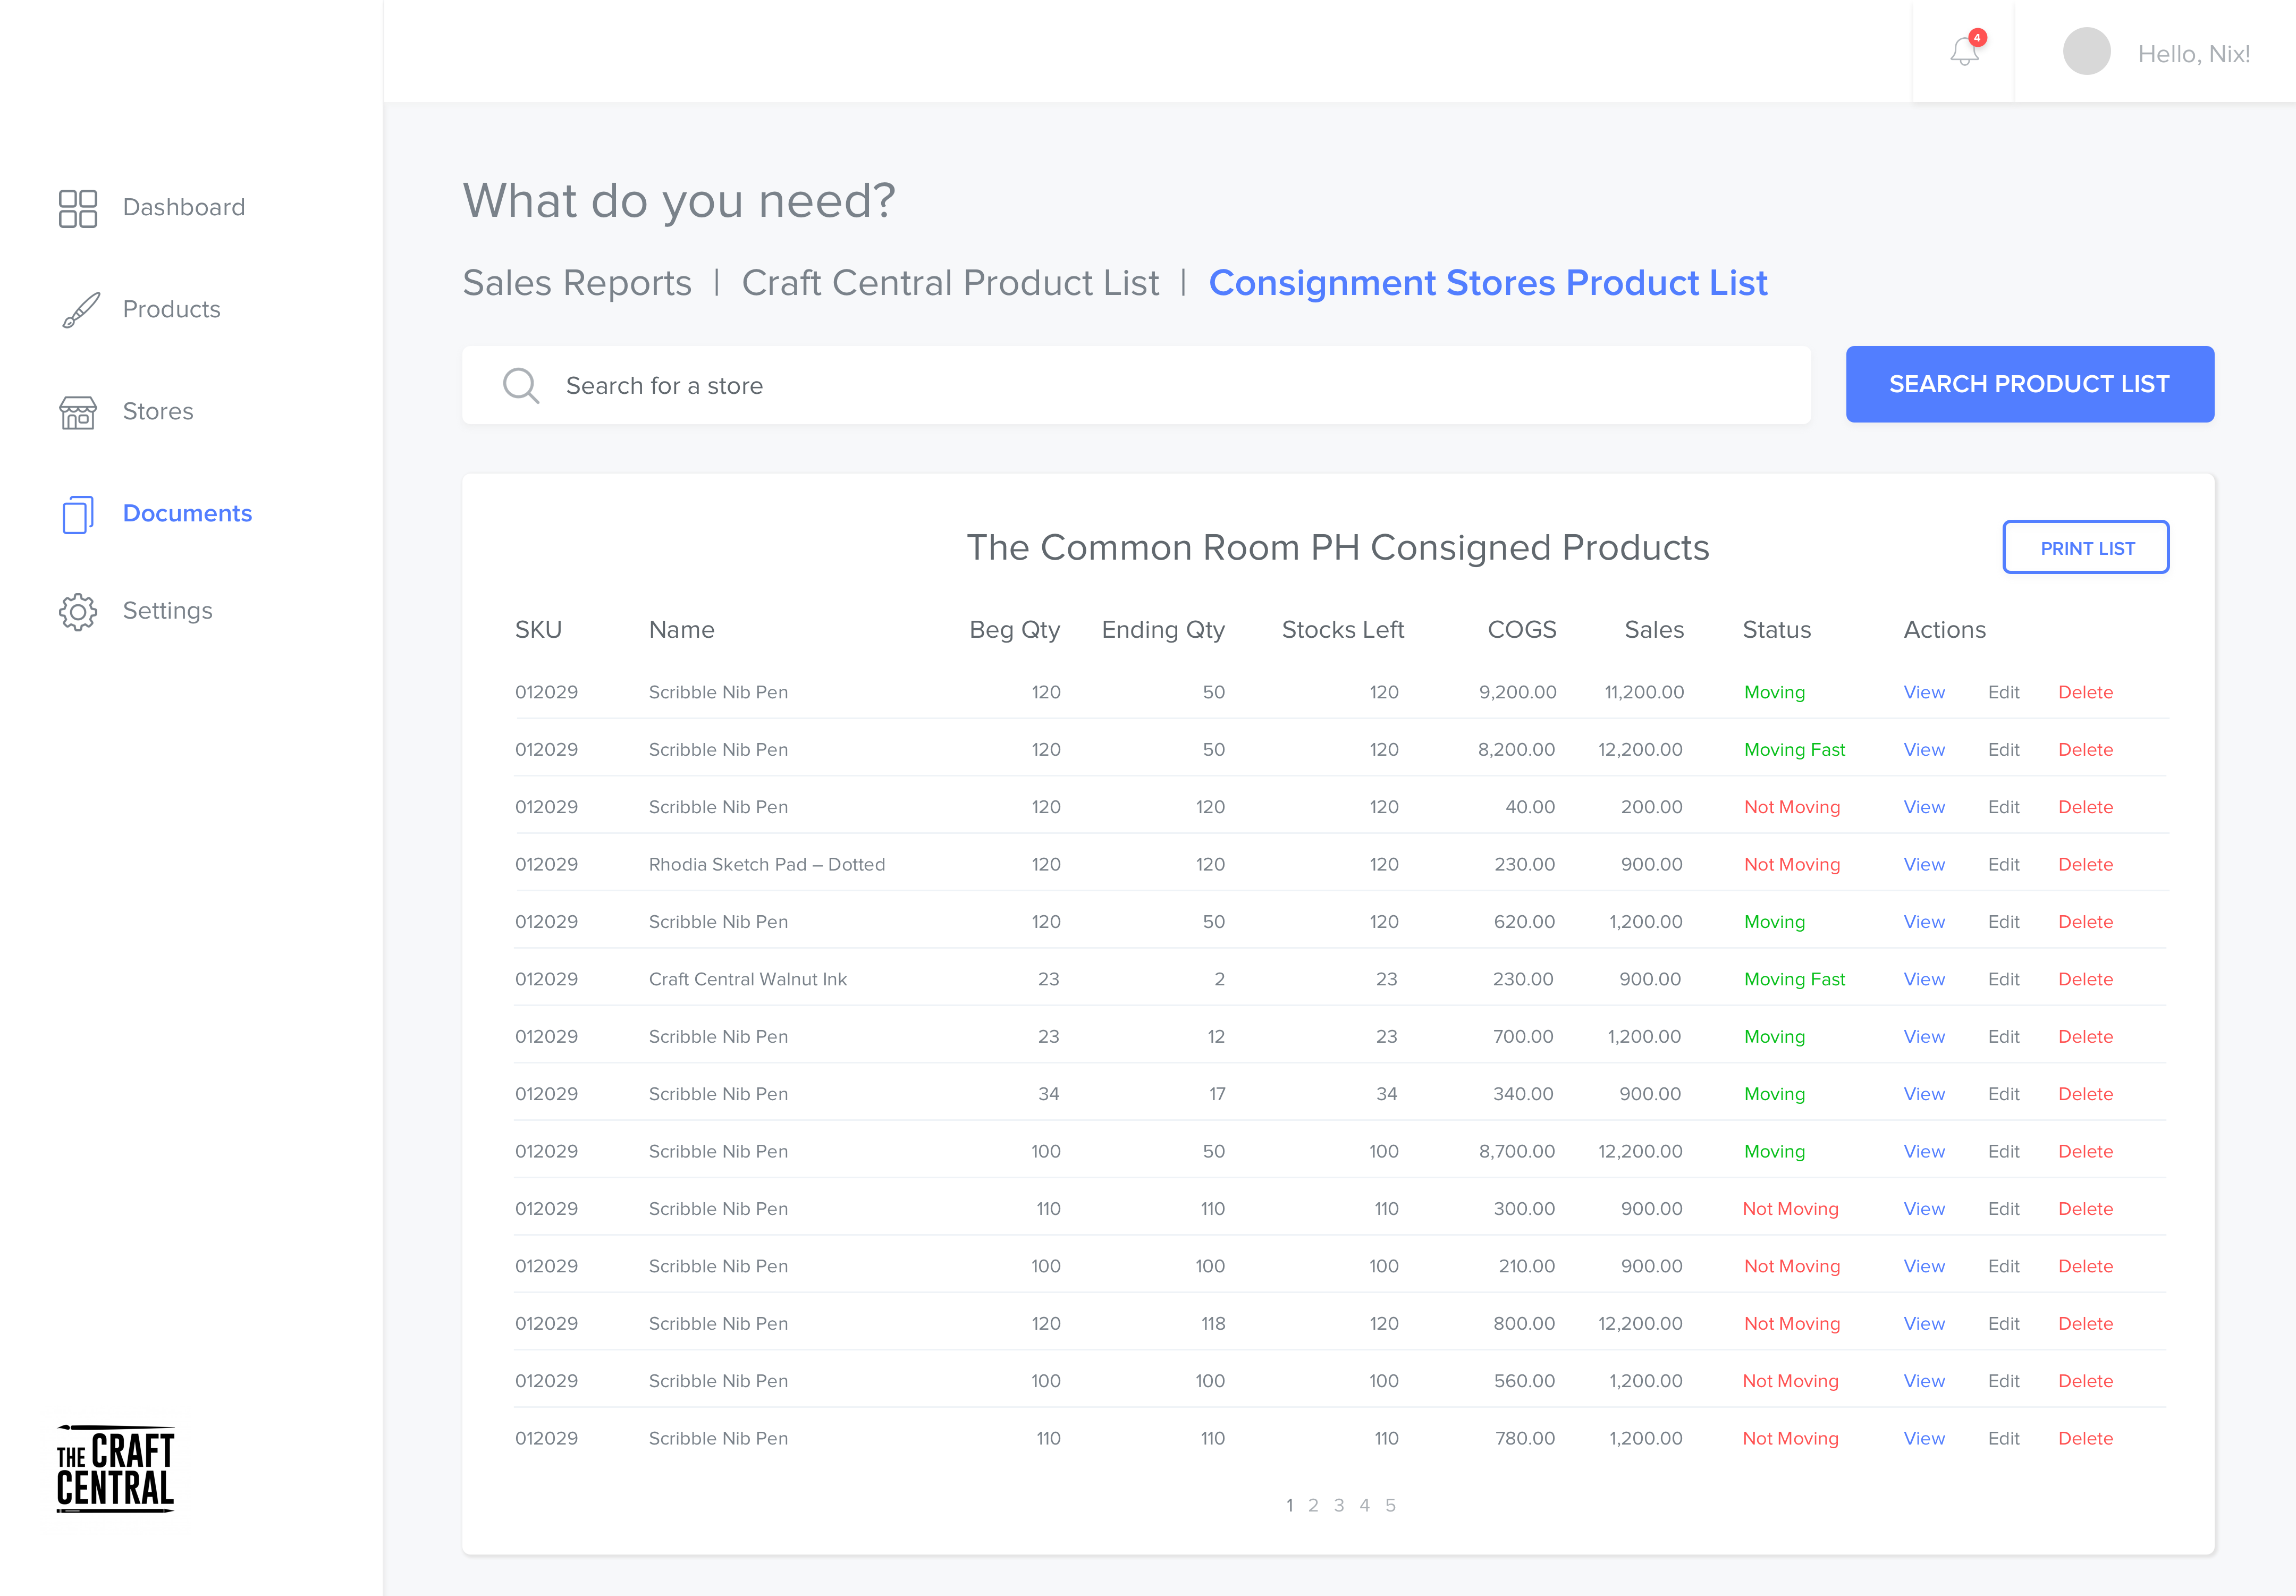 4
Hello, Nix!
Dashboard
Products
Stores
Documents
Settings
THE CRAFT
CENTRAL
What do you need?
Sales Reports | Craft Central Product List | Consignment Stores Product List
Search for a store
SEARCH PRODUCT LIST
The Common Room PH Consigned Products
PRINT LIST
SKU Name Beg Qty Ending Qty Stocks Left COGS Sales Status Actions
012029 Scribble Nib Pen 120 50 120 9,200.00 11,200.00 Moving View Edit Delete
012029 Scribble Nib Pen 120 50 120 8,200.00 12,200.00 Moving Fast View Edit Delete
012029 Scribble Nib Pen 120 120 120 40.00 200.00 Not Moving View Edit Delete
012029 Rhodia Sketch Pad – Dotted 120 120 120 230.00 900.00 Not Moving View Edit Delete
012029 Scribble Nib Pen 120 50 120 620.00 1,200.00 Moving View Edit Delete
012029 Craft Central Walnut Ink 23 2 23 230.00 900.00 Moving Fast View Edit Delete
012029 Scribble Nib Pen 23 12 23 700.00 1,200.00 Moving View Edit Delete
012029 Scribble Nib Pen 34 17 34 340.00 900.00 Moving View Edit Delete
012029 Scribble Nib Pen 100 50 100 8,700.00 12,200.00 Moving View Edit Delete
012029 Scribble Nib Pen 110 110 110 300.00 900.00 Not Moving View Edit Delete
012029 Scribble Nib Pen 100 100 100 210.00 900.00 Not Moving View Edit Delete
012029 Scribble Nib Pen 120 118 120 800.00 12,200.00 Not Moving View Edit Delete
012029 Scribble Nib Pen 100 100 100 560.00 1,200.00 Not Moving View Edit Delete
012029 Scribble Nib Pen 110 110 110 780.00 1,200.00 Not Moving View Edit Delete
1 2 3 4 5